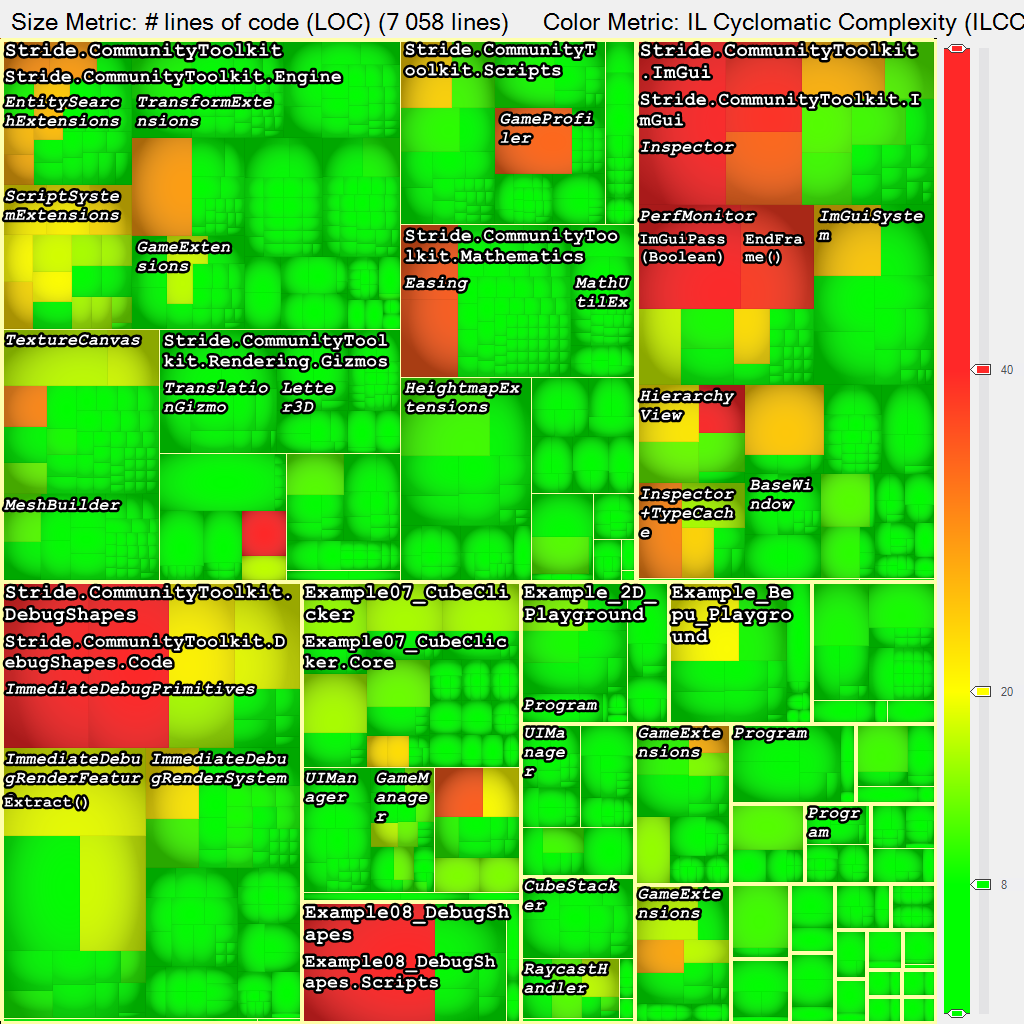 Size Metric: # lines of code (LOC) (7 058 lines)
Color Metric: IL Cyclomatic Complexity (ILCC
Stride.CommunityToolkit
Stride.CommunityToolkit.Engine
EntitySearc
hExtensions
TransformExte
nsions
ScriptSyste
mExtensions
GameExten
sions
Stride.CommunityT
oolkit.Scripts
GameProfi
ler
Stride.CommunityToo
lkit.Mathematics
Easing
MathU
tilEx
Stride.CommunityToolkit
.ImGui
Stride.CommunityToolkit.I
mGui
Inspector
PerfMonitor
ImGuiPass
(Boolean)
EndFra
me()
ImGuiSyste
m
TextureCanvas
MeshBuilder
Stride.CommunityTool
kit.Rendering.Gizmos
Translatio
nGizmo
Lette
r3D
HeightmapEx
tensions
Hierarchy
View
Inspector
+TypeCach
e
BaseWi
ndow
40
Stride.CommunityToolkit.
DebugShapes
Stride.CommunityToolkit.D
ebugShapes.Code
ImmediateDebugPrimitives
ImmediateDebu
gRenderFeatur
Extract()
ImmediateDebu
gRenderSystem
Example07_CubeCli
cker
Example07_CubeClic
ker.Core
UIMan
ager
GameM
anage
r
Example08_DebugSh
apes
Example08_DebugSh
apes.Scripts
Example_2D_
Playground
Program
Example_Be
pu_Playgro
und
20
UIMa
nage
r
GameExte
nsions
Program
Progr
am
CubeStack
er
GameExte
nsions
RaycastH
andler
8